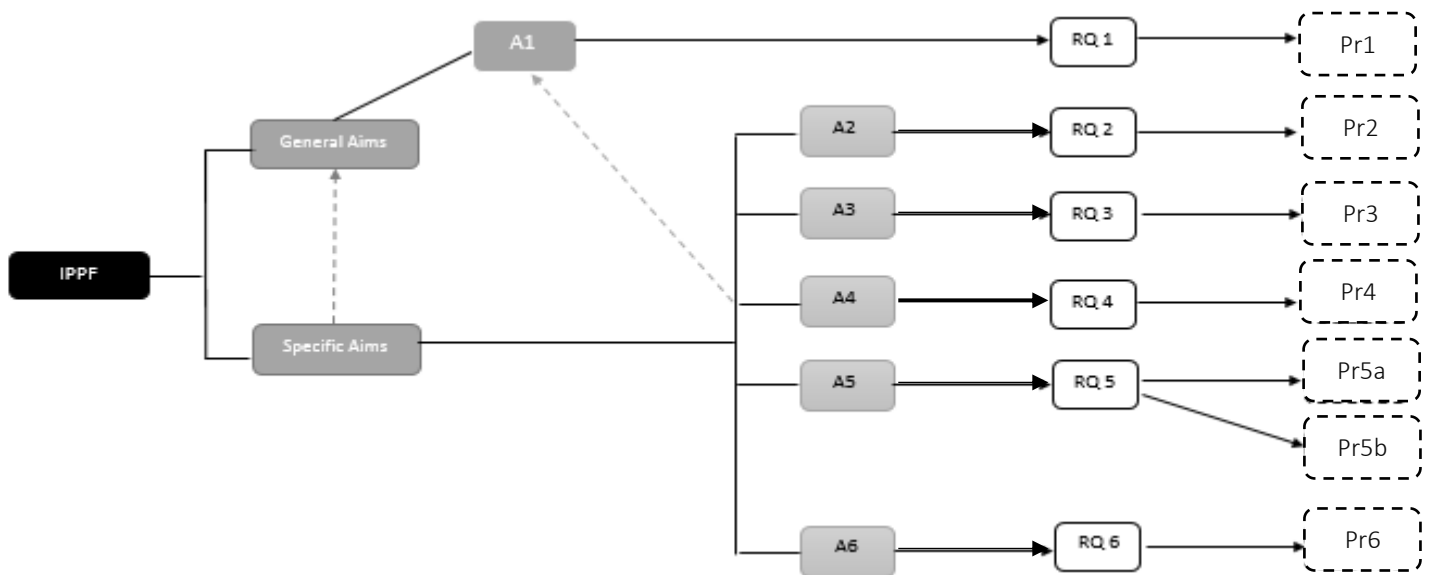 A1
RQ 1
Pr1
A2
RQ 2
Pr2
General Aims
A3
RQ 3
Pr3
IPPF
A4
RQ 4
Pr4
Specific Aims
A5
RQ 5
Pr5a
Pr5b
A6
RQ 6
Pr6